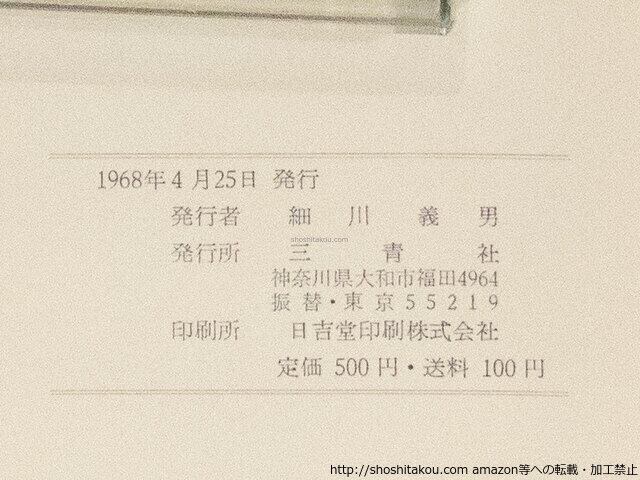 1968年4月25日 発行
発行者 細川義男
shoshitakou.com
発行所 三青社
神奈川県大和市福田4964
振替・東京55219
印刷所 日吉堂印刷株式会社
定価 500円・送料 100円
http://shoshitakou.com amazon等への転載・加工禁止